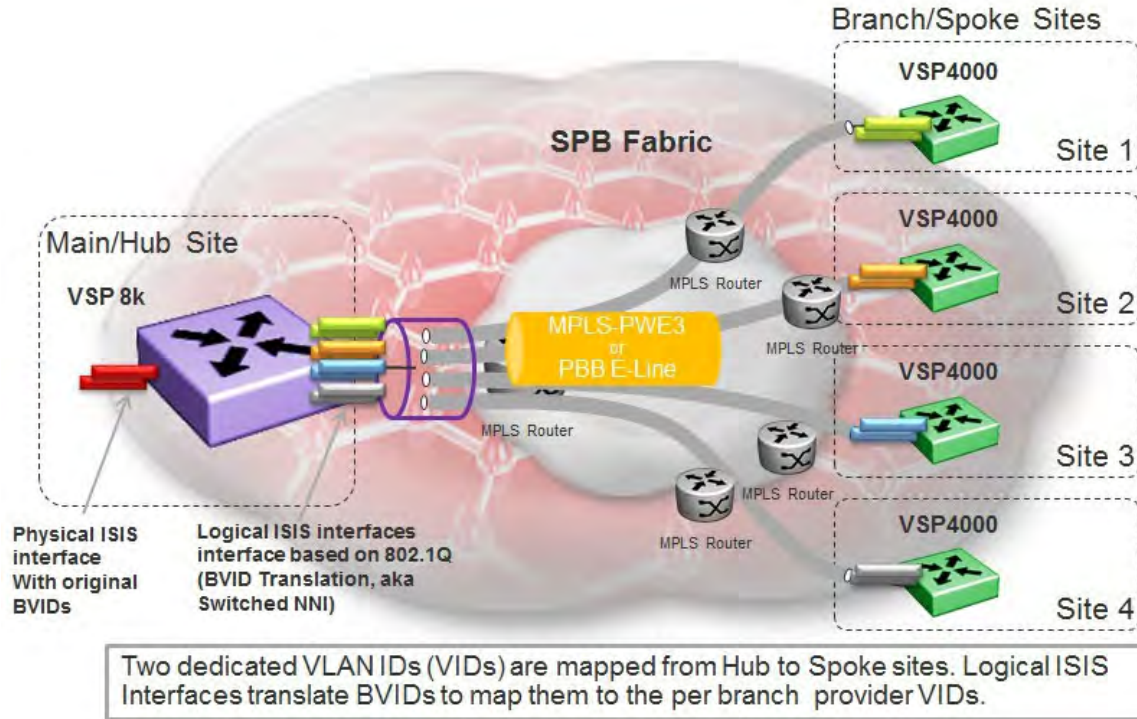 Branch/Spoke Sites
VSP4000
Site 1
SPB Fabric
MPLS Router
VSP4000
Site 2
Main/Hub Site
VSP 8k
MPLS-PWE3
or
PBB E-Line
MPLS Router
VSP4000
Site 3
MPLS Router
MPLS Router
MPLS Router
VSP4000
Site 4
Physical ISIS
interface
With original
BVIDs
Logical ISIS interfaces
interface based on 802.1Q
(BVID Translation, aka
Switched NNI)
Two dedicated VLAN IDs (VIDs) are mapped from Hub to Spoke sites. Logical ISIS
Interfaces translate BVIDs to map them to the per branch provider VIDs.